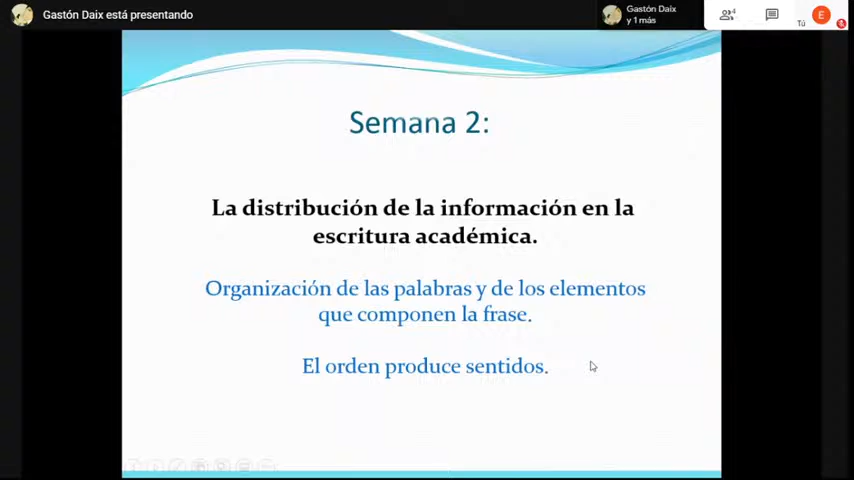 Gastón Daix está presentando
Gastón Daix
y 1 más
4
Tú
E
Semana 2:
La distribución de la información en la
escritura académica.
Organización de las palabras y de los elementos
que componen la frase.
El orden produce sentidos.